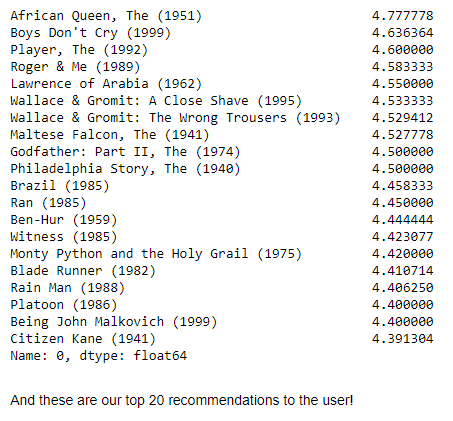 African Queen, The (1951) 4.777778
Boys Don't Cry (1999) 4.636364
Player, The (1992) 4.600000
Roger & Me (1989) 4.583333
Lawrence of Arabia (1962) 4.550000
Wallace & Gromit: A Close Shave (1995) 4.533333
Wallace & Gromit: The Wrong Trousers (1993) 4.529412
Maltese Falcon, The (1941) 4.527778
Godfather: Part II, The (1974) 4.500000
Philadelphia Story, The (1940) 4.500000
Brazil (1985) 4.458333
Ran (1985) 4.450000
Ben-Hur (1959) 4.444444
Witness (1985) 4.423077
Monty Python and the Holy Grail (1975) 4.420000
Blade Runner (1982) 4.410714
Rain Man (1988) 4.406250
Platoon (1986) 4.400000
Being John Malkovich (1999) 4.400000
Citizen Kane (1941) 4.391304
Name: 0, dtype: float64
And these are our top 20 recommendations to the user!